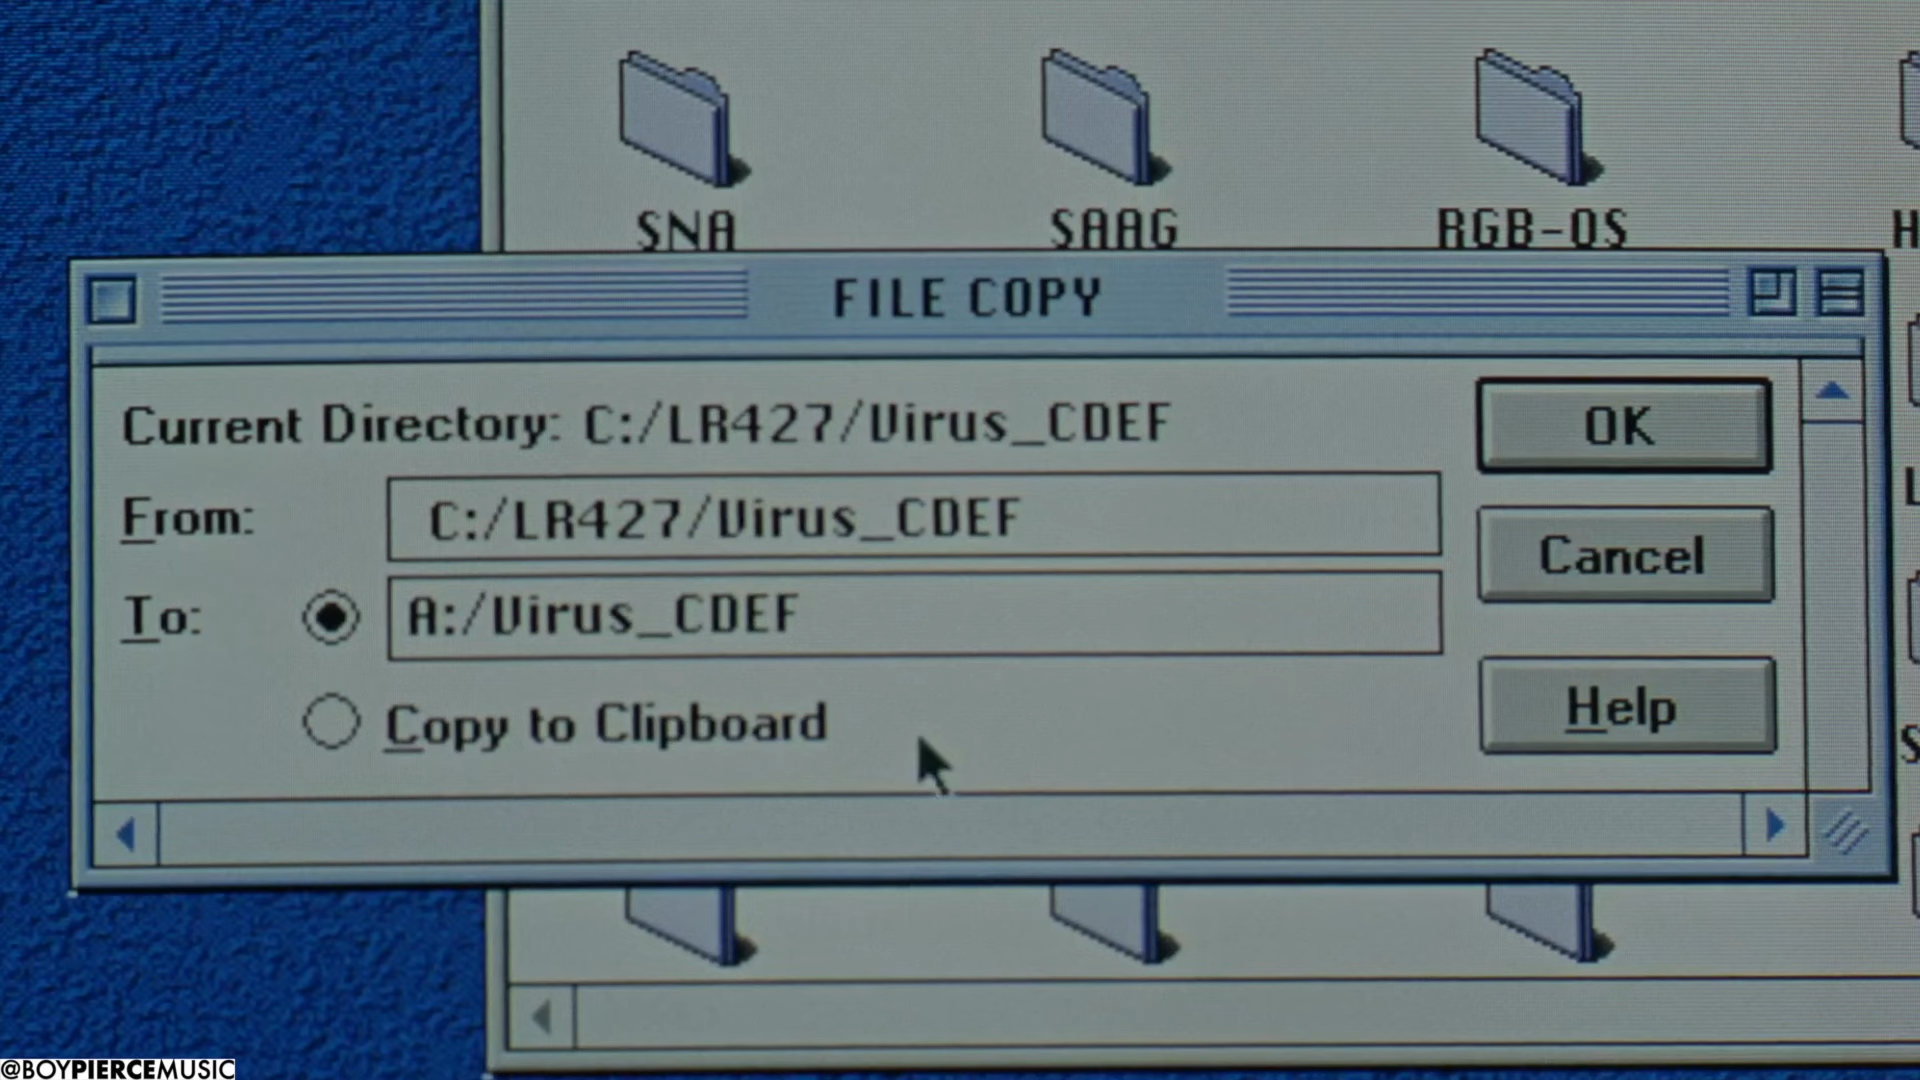 SNA
SAAG
RGB-OS
H
FILE COPY
Current Directory: C:/LR427/Virus_CDEF
OK
From: C:/LR427/Virus_CDEF
Cancel
To: A:/Virus_CDEF
Copy to Clipboard
Help
L
S
@BOYPIERCEMUSIC